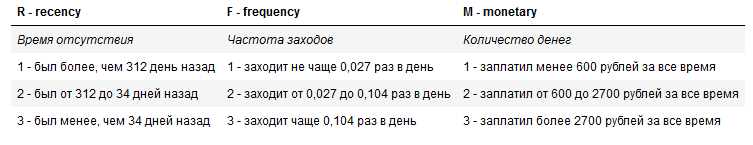 R - recency F - frequency M - monetary
Время отсутствия Частота заходов Количество денег
1 - был более, чем 312 день назад 1 - заходит не чаще 0,027 раз в день 1 - заплатил менее 600 рублей за все время
2 - был от 312 до 34 дней назад 2 - заходит от 0,027 до 0,104 раз в день 2 - заплатил от 600 до 2700 рублей за все время
3 - был менее, чем 34 дней назад 3 - заходит чаще 0,104 раз в день 3 - заплатил более 2700 рублей за все время